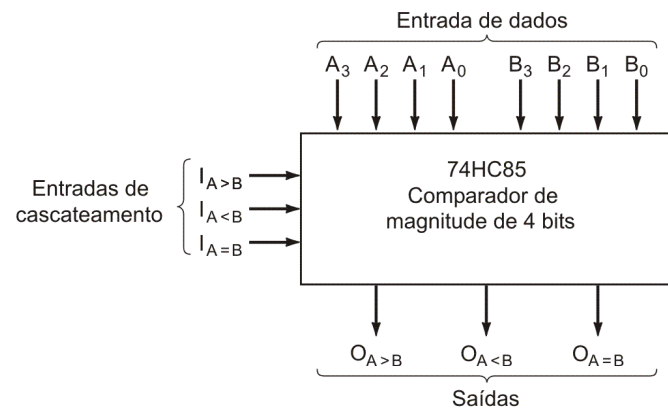 Entrada de dados
A3 A2 A1 A0 B3 B2 B1 B0
74HC85
Comparador de
magnitude de 4 bits
Entradas de
cascateamento
IA>B
IA<B
IA=B
OA>B OA<B OA=B
Saídas